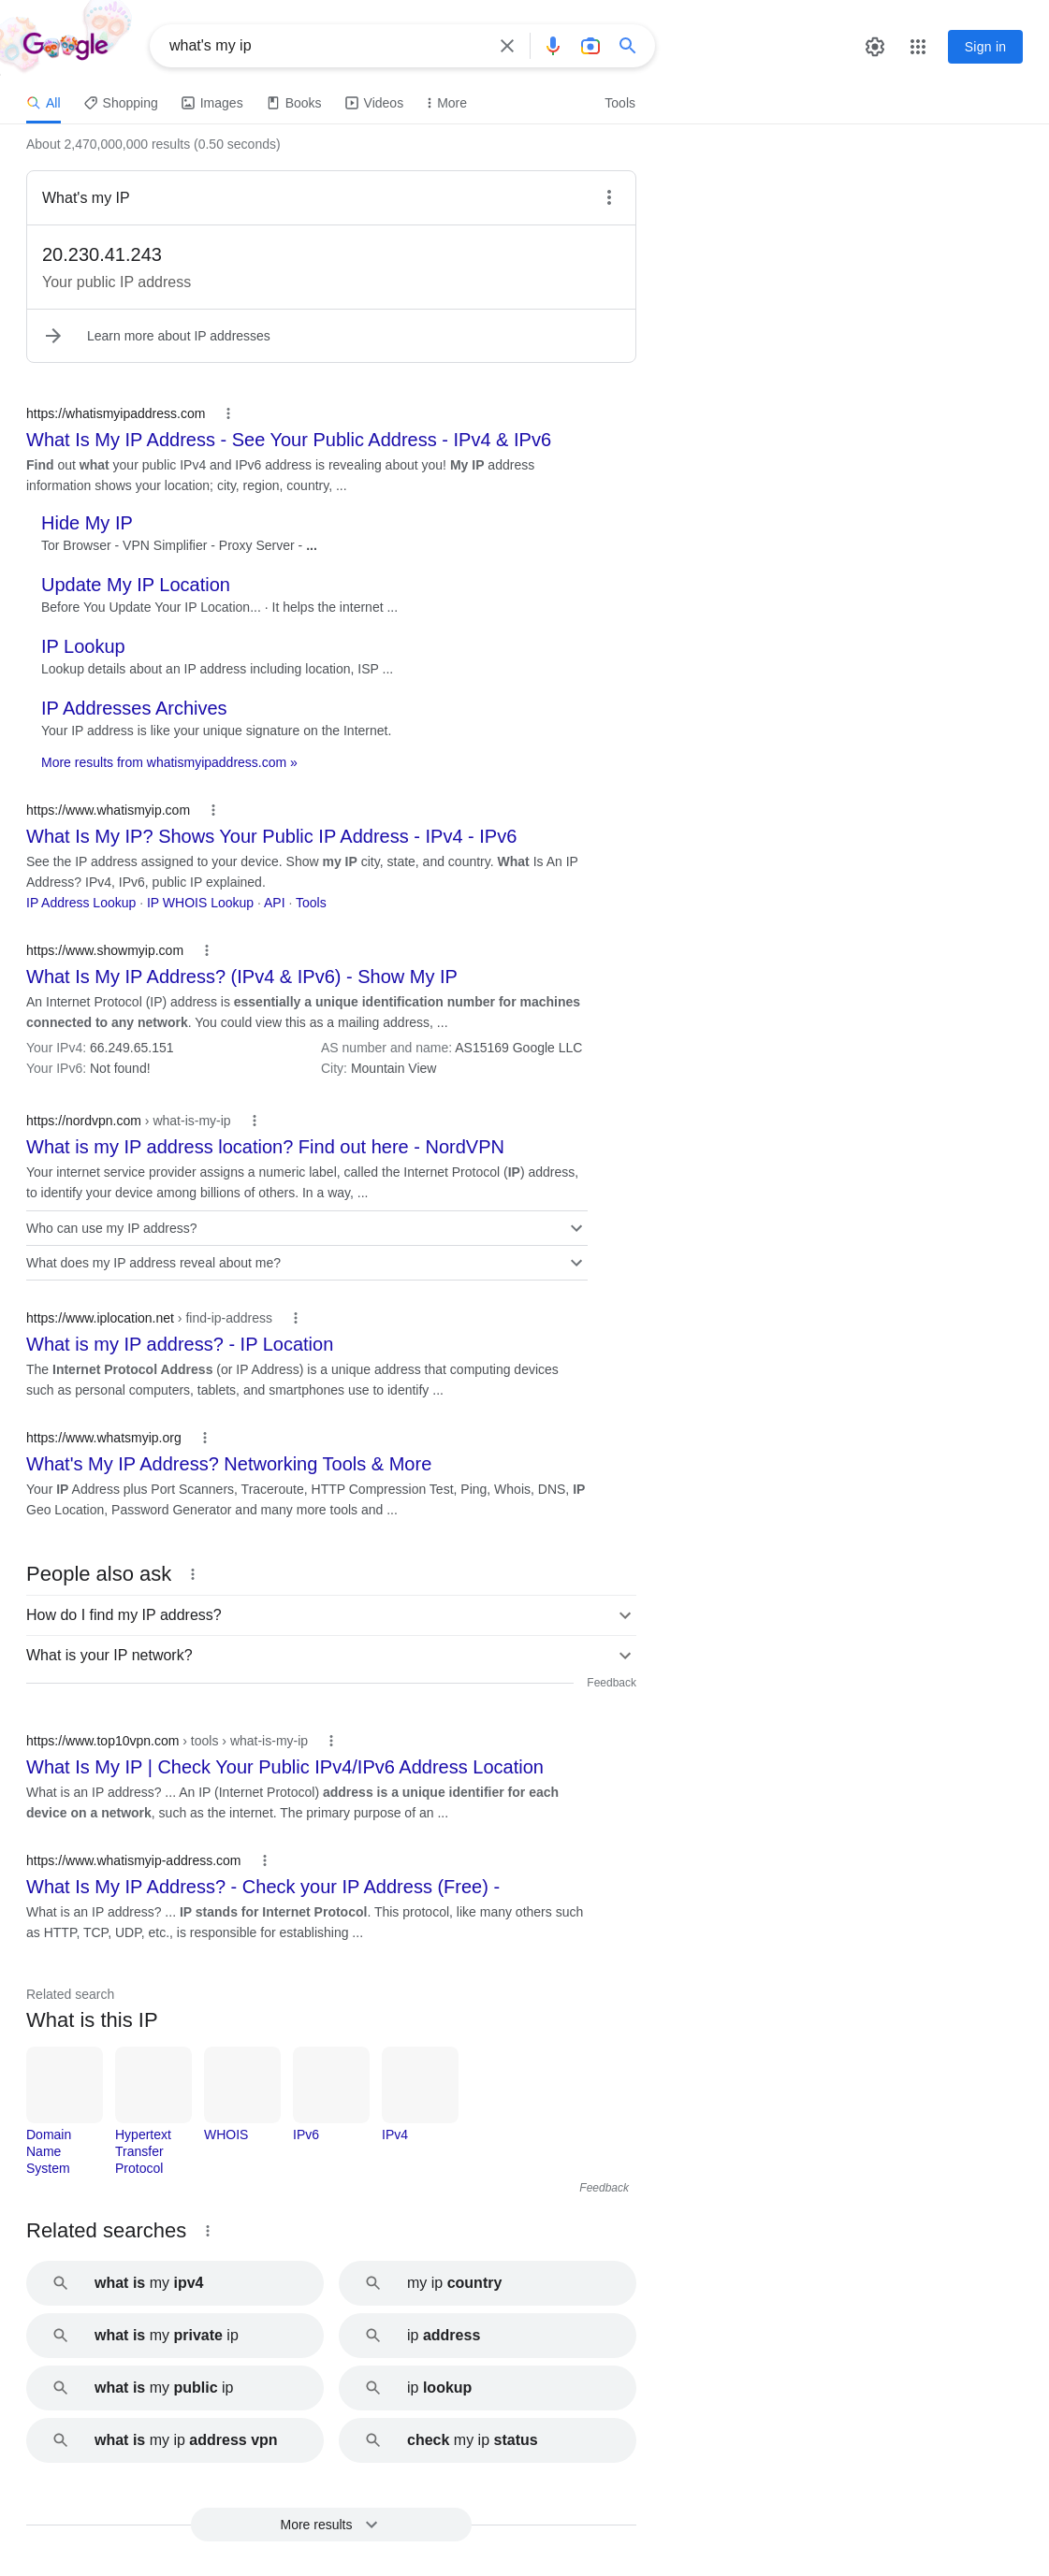 Google
what's my ip
Sign in
All
Shopping
Images
Books
Videos
More
Tools
About 2,470,000,000 results (0.50 seconds)
What's my IP
20.230.41.243
Your public IP address
Learn more about IP addresses
https://whatismyipaddress.com
What Is My IP Address - See Your Public Address - IPv4 & IPv6
Find out what your public IPv4 and IPv6 address is revealing about you! My IP address
information shows your location; city, region, country, ...
Hide My IP
Tor Browser - VPN Simplifier - Proxy Server - ...
Update My IP Location
Before You Update Your IP Location... · It helps the internet ...
IP Lookup
Lookup details about an IP address including location, ISP ...
IP Addresses Archives
Your IP address is like your unique signature on the Internet.
More results from whatismyipaddress.com »
https://www.whatismyip.com
What Is My IP? Shows Your Public IP Address - IPv4 - IPv6
See the IP address assigned to your device. Show my IP city, state, and country. What Is An IP
Address? IPv4, IPv6, public IP explained.
IP Address Lookup · IP WHOIS Lookup · API · Tools
https://www.showmyip.com
What Is My IP Address? (IPv4 & IPv6) - Show My IP
An Internet Protocol (IP) address is essentially a unique identification number for machines
connected to any network. You could view this as a mailing address, ...
Your IPv4: 66.249.65.151
AS number and name: AS15169 Google LLC
Your IPv6: Not found!
City: Mountain View
https://nordvpn.com › what-is-my-ip
What is my IP address location? Find out here - NordVPN
Your internet service provider assigns a numeric label, called the Internet Protocol (IP) address,
to identify your device among billions of others. In a way, ...
Who can use my IP address?
What does my IP address reveal about me?
https://www.iplocation.net › find-ip-address
What is my IP address? - IP Location
The Internet Protocol Address (or IP Address) is a unique address that computing devices
such as personal computers, tablets, and smartphones use to identify ...
https://www.whatsmyip.org
What's My IP Address? Networking Tools & More
Your IP Address plus Port Scanners, Traceroute, HTTP Compression Test, Ping, Whois, DNS, IP
Geo Location, Password Generator and many more tools and ...
People also ask
How do I find my IP address?
What is your IP network?
Feedback
https://www.top10vpn.com › tools › what-is-my-ip
What Is My IP | Check Your Public IPv4/IPv6 Address Location
What is an IP address? ... An IP (Internet Protocol) address is a unique identifier for each
device on a network, such as the internet. The primary purpose of an ...
https://www.whatismyip-address.com
What Is My IP Address? - Check your IP Address (Free) -
What is an IP address? ... IP stands for Internet Protocol. This protocol, like many others such
as HTTP, TCP, UDP, etc., is responsible for establishing ...
Related search
What is this IP
Domain
Name
System
Hypertext
Transfer
Protocol
WHOIS
IPv6
IPv4
Feedback
Related searches
what is my ipv4
my ip country
what is my private ip
ip address
what is my public ip
ip lookup
what is my ip address vpn
check my ip status
More results